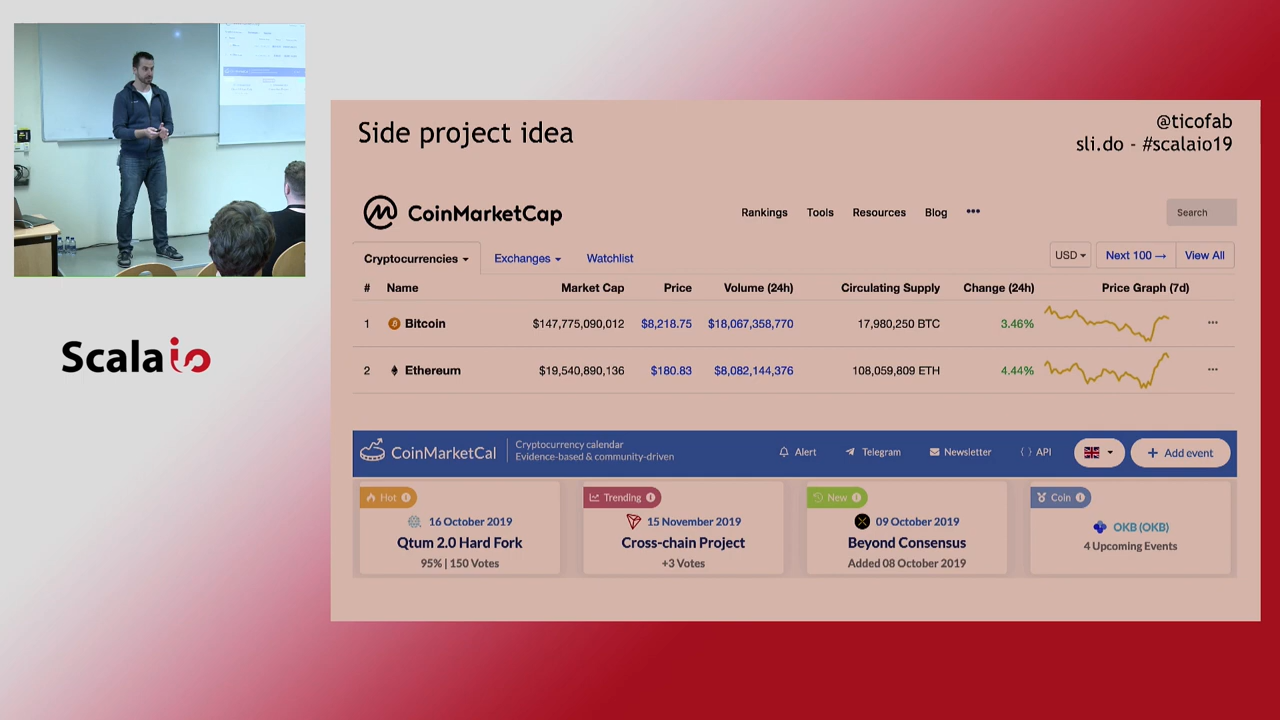 Side project idea
@ticofab
sli.do - #scalaio19
CoinMarketCap
Rankings Tools Resources Blog •••
Search
Cryptocurrencies Exchanges Watchlist
USD Next 100 → View All
# Name Market Cap Price Volume (24h) Circulating Supply Change (24h) Price Graph (7d)
1 Bitcoin $147,775,090,012 $8,218.75 $18,067,358,770 17,980,250 BTC 3.46%
2 Ethereum $19,540,890,136 $180.83 $8,082,144,376 108,059,809 ETH 4.44%
Scalaio
CoinMarketCal
Cryptocurrency calendar
Evidence-based & community-driven
Alert Telegram Newsletter API + Add event
Hot
16 October 2019
Qtum 2.0 Hard Fork
95% | 150 Votes
Trending
15 November 2019
Cross-chain Project
+3 Votes
New
09 October 2019
Beyond Consensus
Added 08 October 2019
Coin
OKB (OKB)
4 Upcoming Events